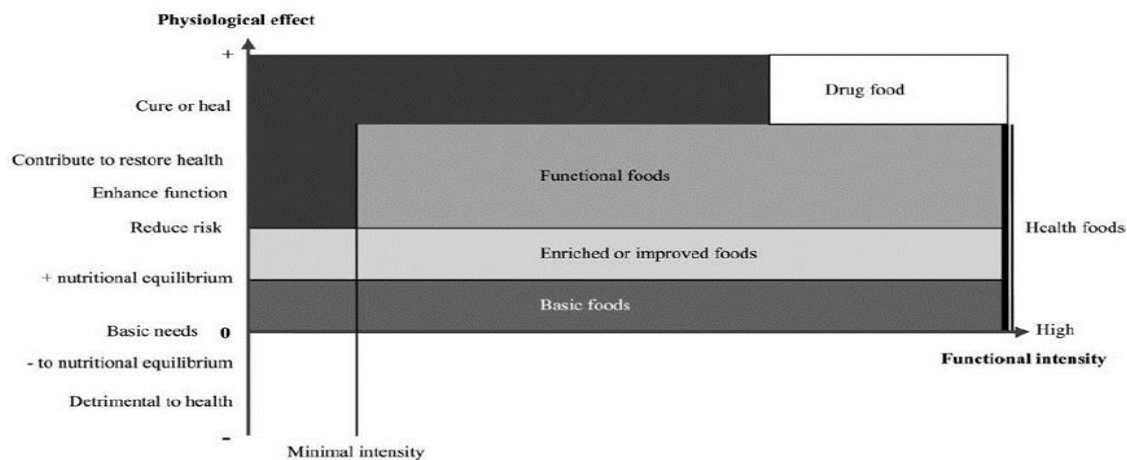 Physiological effect
+
Cure or heal
Drug food
Contribute to restore health
Functional foods
Enhance function
Reduce risk
Health foods
Enriched or improved foods
+ nutritional equilibrium
Basic foods
Basic needs 0
High
- to nutritional equilibrium
Functional intensity
Detrimental to health
-
Minimal intensity